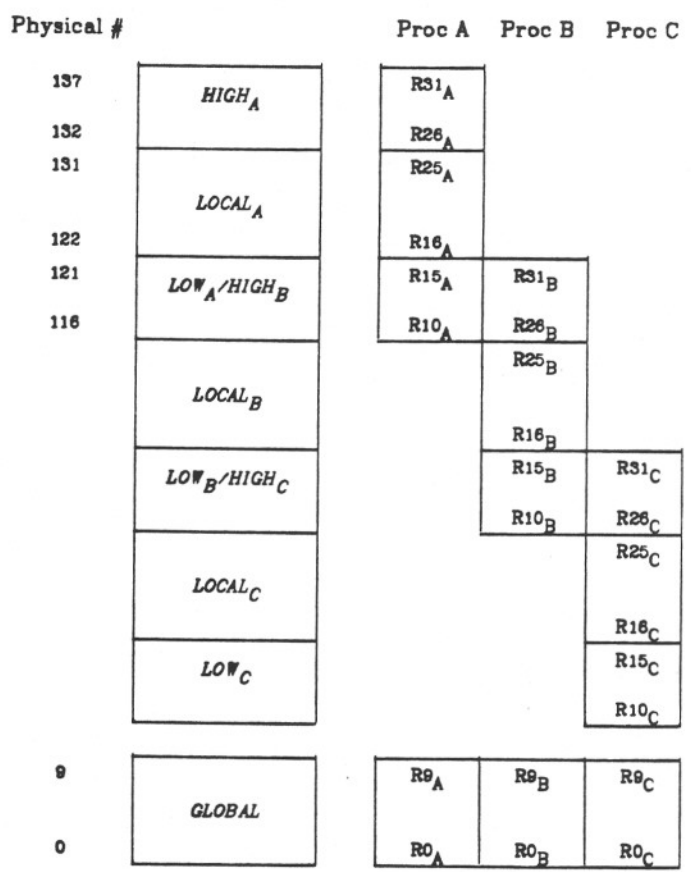 Physical # Proc A Proc B Proc C
137 HIGH_A R31_A
132 R26_A
131 R25_A
LOCAL_A
122 R16_A
121 LOW_A/HIGH_B R15_A R31_B
116 R10_A R26_B
R25_B
LOCAL_B
R16_B
LOW_B/HIGH_C R15_B R31_C
R10_B R26_C
R25_C
LOCAL_C
R16_C
LOW_C R15_C
R10_C
9 R9_A R9_B R9_C
GLOBAL
0 R0_A R0_B R0_C